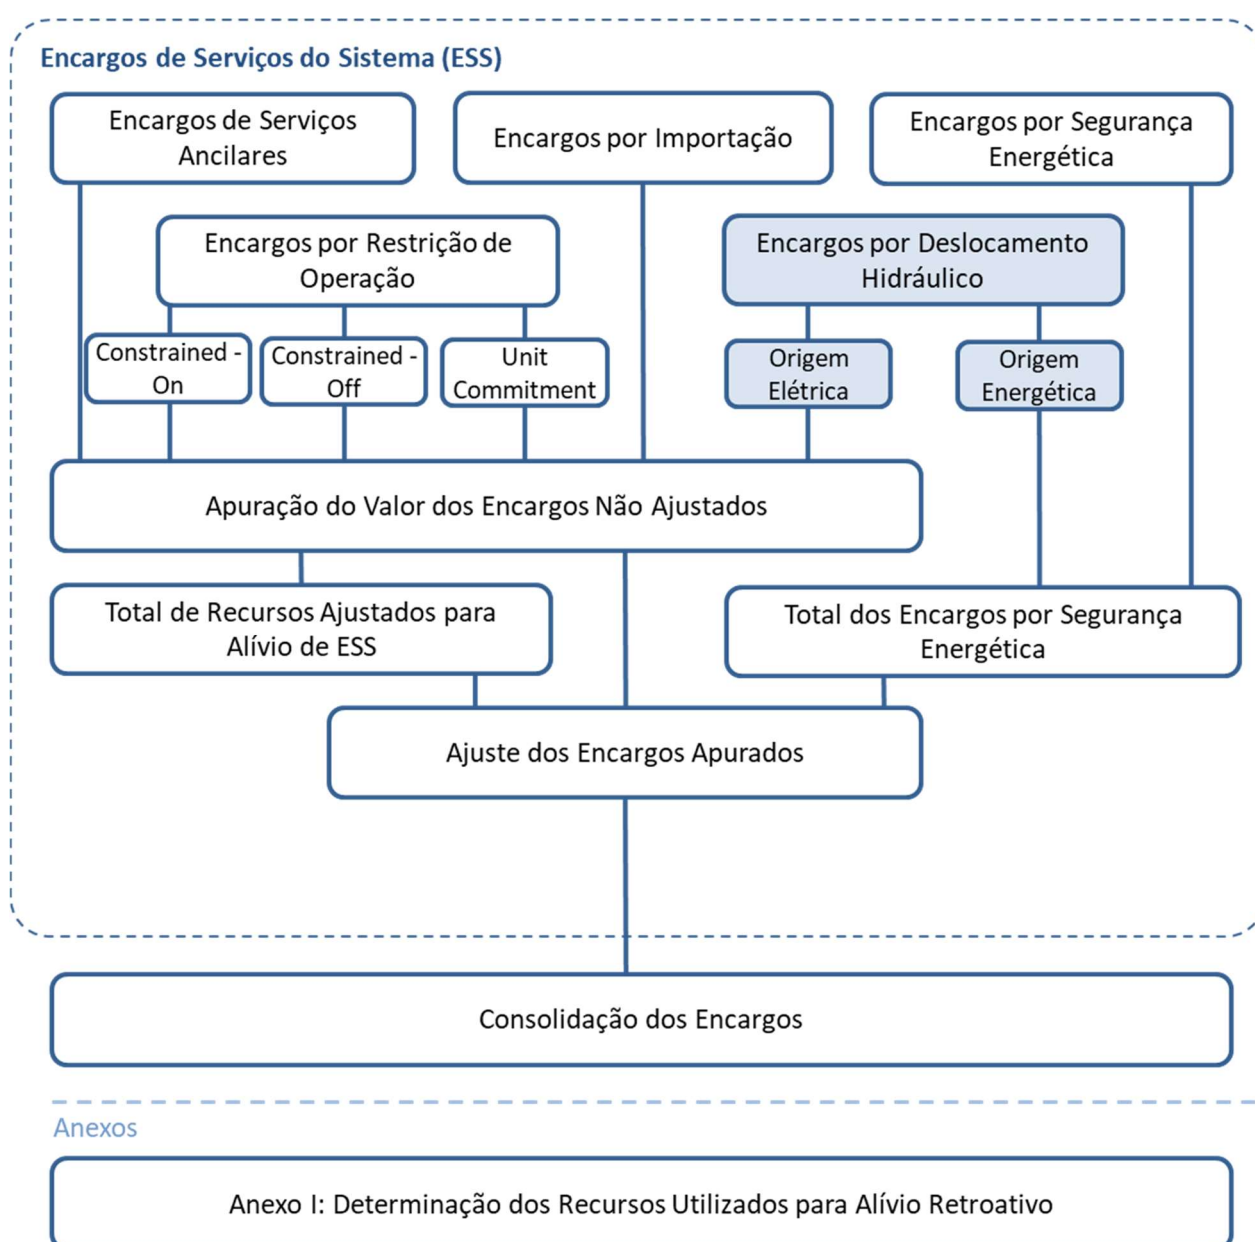 Encargos de Serviços do Sistema (ESS)
Encargos de Serviços
Ancilares
Encargos por Importação
Encargos por Segurança
Energética
Encargos por Restrição de
Operação
Encargos por Deslocamento
Hidráulico
Constrained -
On
Constrained -
Off
Unit
Commitment
Origem
Elétrica
Origem
Energética
Apuração do Valor dos Encargos Não Ajustados
Total de Recursos Ajustados para
Alívio de ESS
Total dos Encargos por Segurança
Energética
Ajuste dos Encargos Apurados
Consolidação dos Encargos
Anexos
Anexo I: Determinação dos Recursos Utilizados para Alívio Retroativo